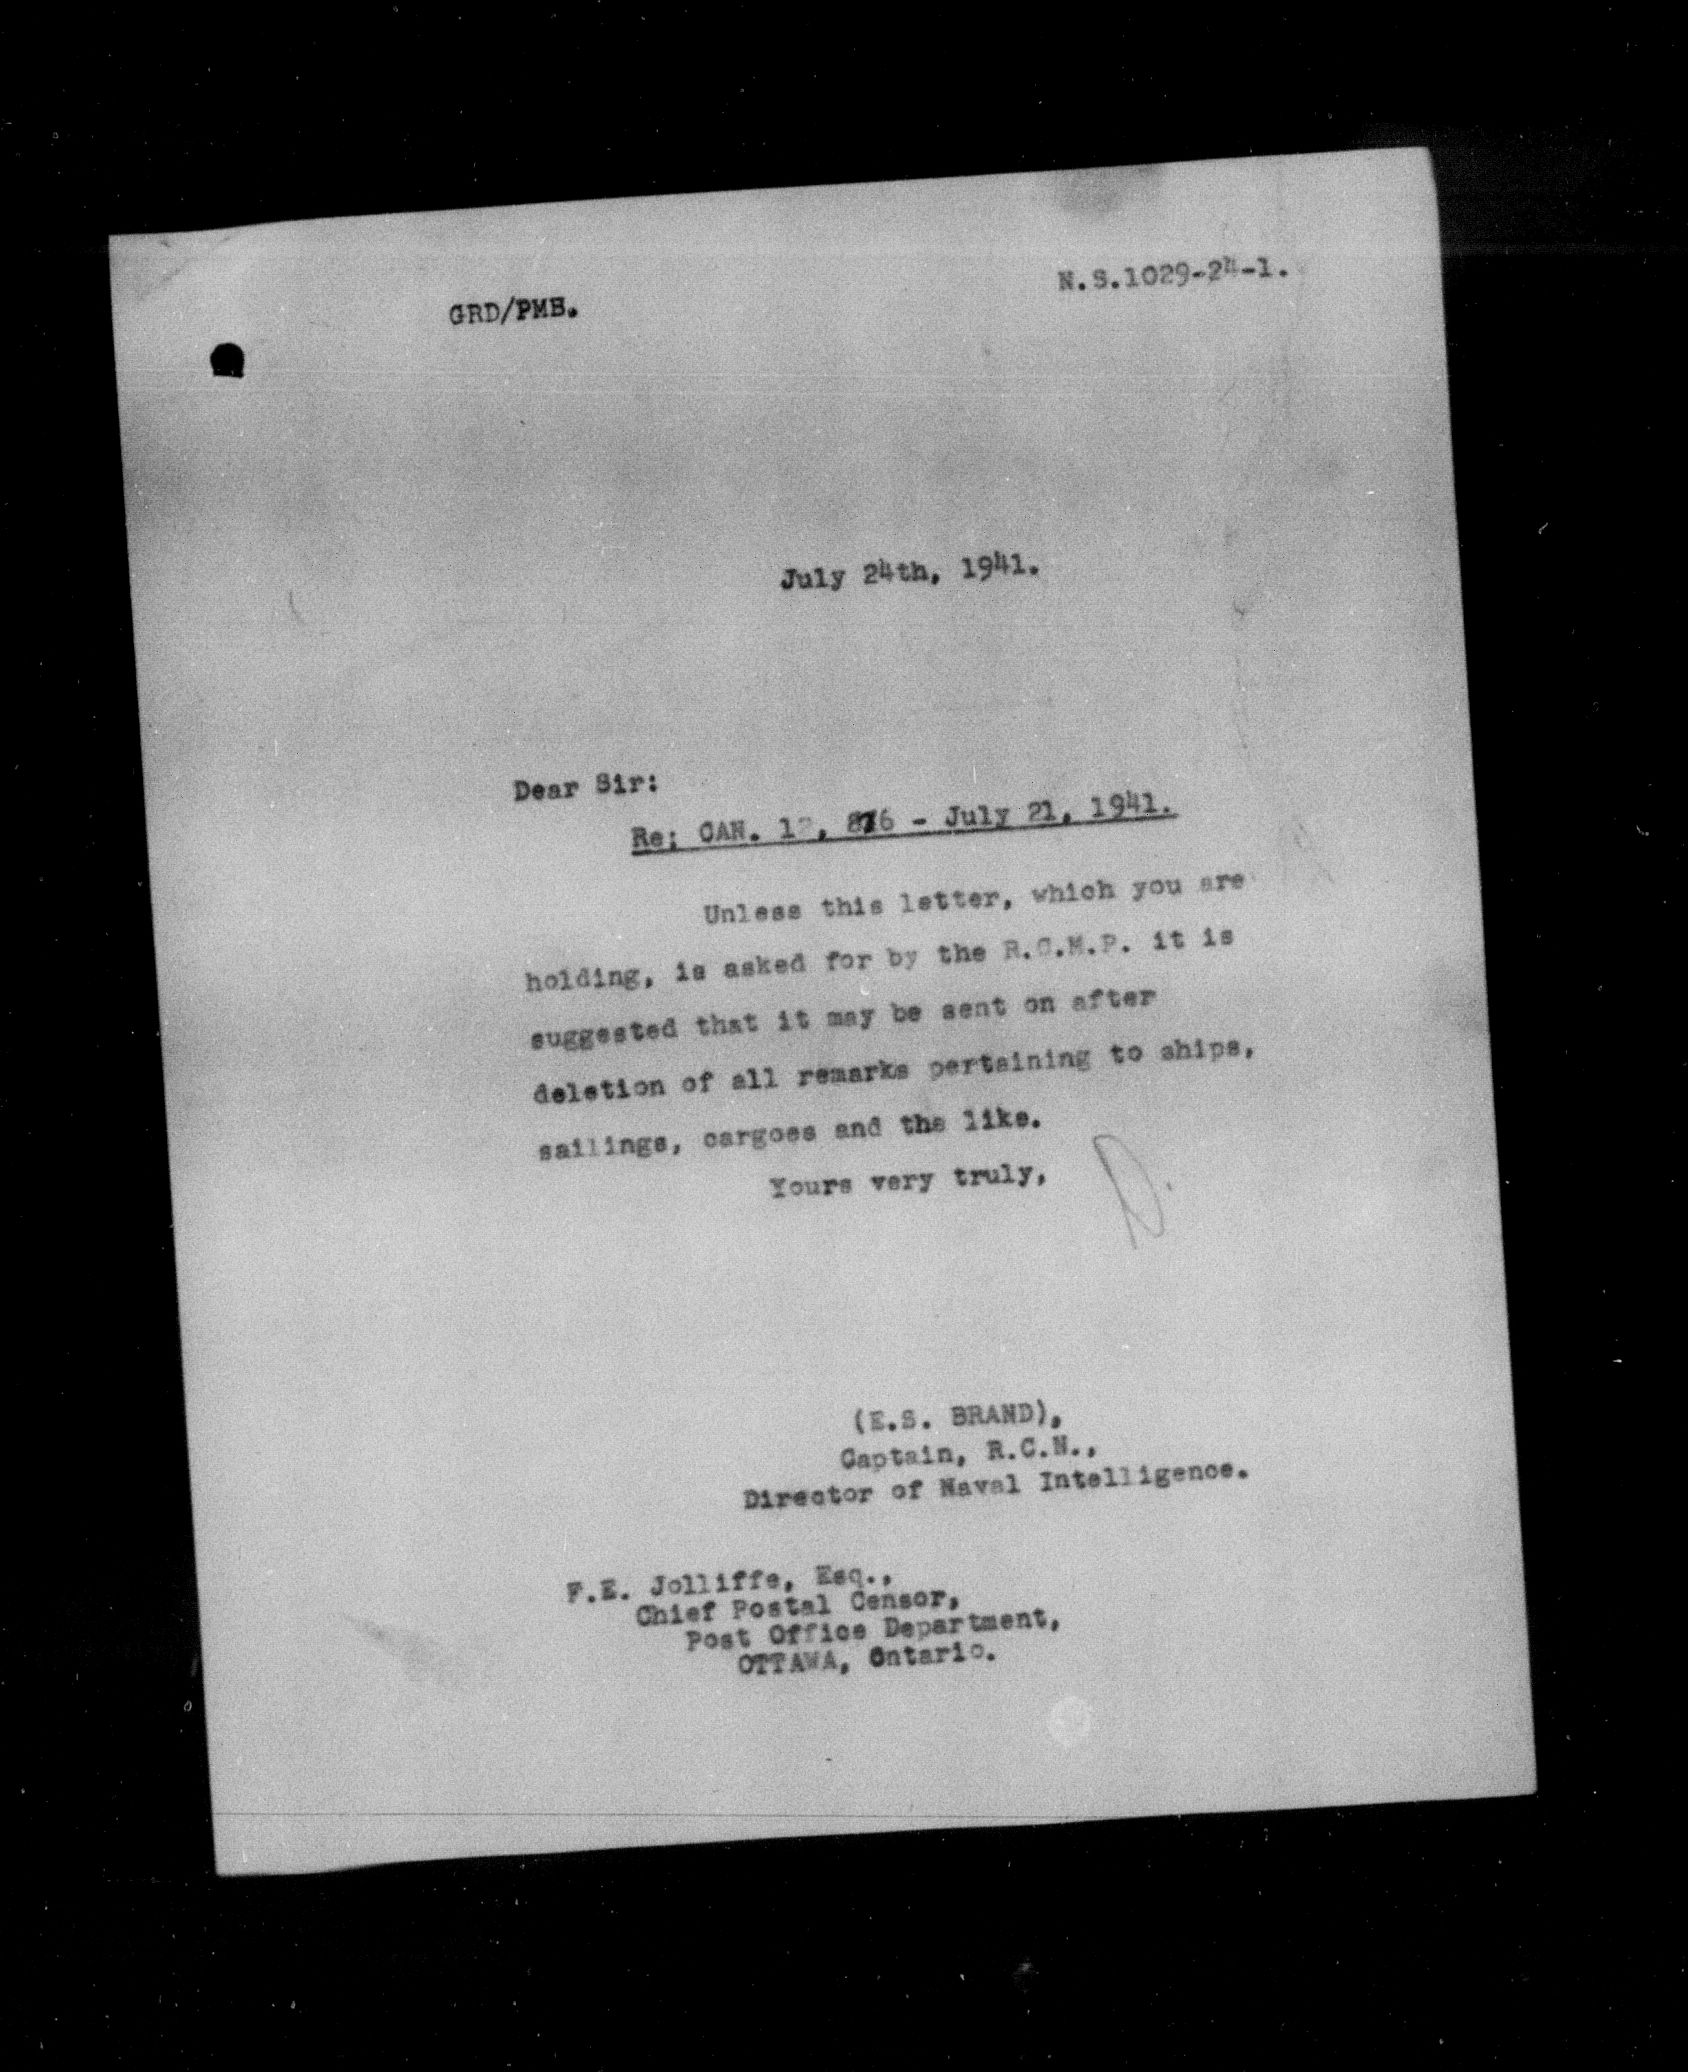 N.S.1029-24-1.
GRD/PMB.
July 24th, 1941.
Dear Sir:
Re: CAN. - July 21, 1941.
Unless this letter, which you are
holding, is asked for by the R.C.M.P. it is
suggested that it may be sent on after
deletion of all remarks pertaining to ships,
sailings, cargoes and the like.
Yours very truly,
(E.S. BRAND),
Captain, R.C.N.,
Director of Naval Intelligence.
F.E. Jolliffe, Esq.,
Chief Postal Censor,
Post Office Department,
OTTAWA, Ontario.